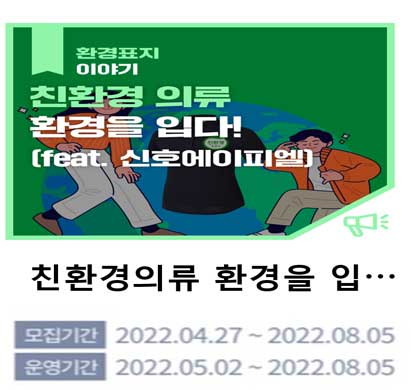 환경표지
이야기
친환경 의류
환경을 입다!
(feat. 신호에이피엘)
친환경의류 환경을 입…
모집기간 2022.04.27 ~ 2022.08.05
운영기간 2022.05.02 ~ 2022.08.05